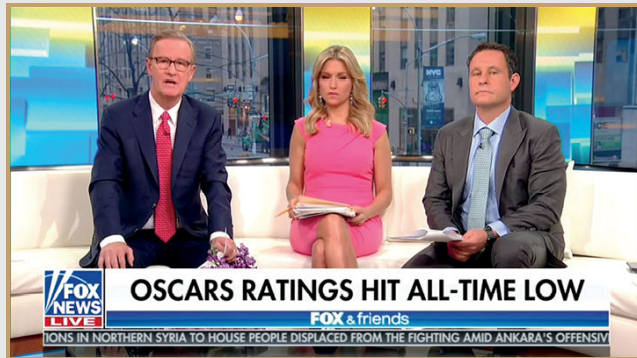 NYC
OSCARS RATINGS HIT ALL-TIME LOW
FOX
NEWS
LIVE
FOX & friends
IONS IN NORTHERN SYRIA TO HOUSE PEOPLE DISPLACED FROM THE FIGHTING AMID ANKARA'S OFFENSIV